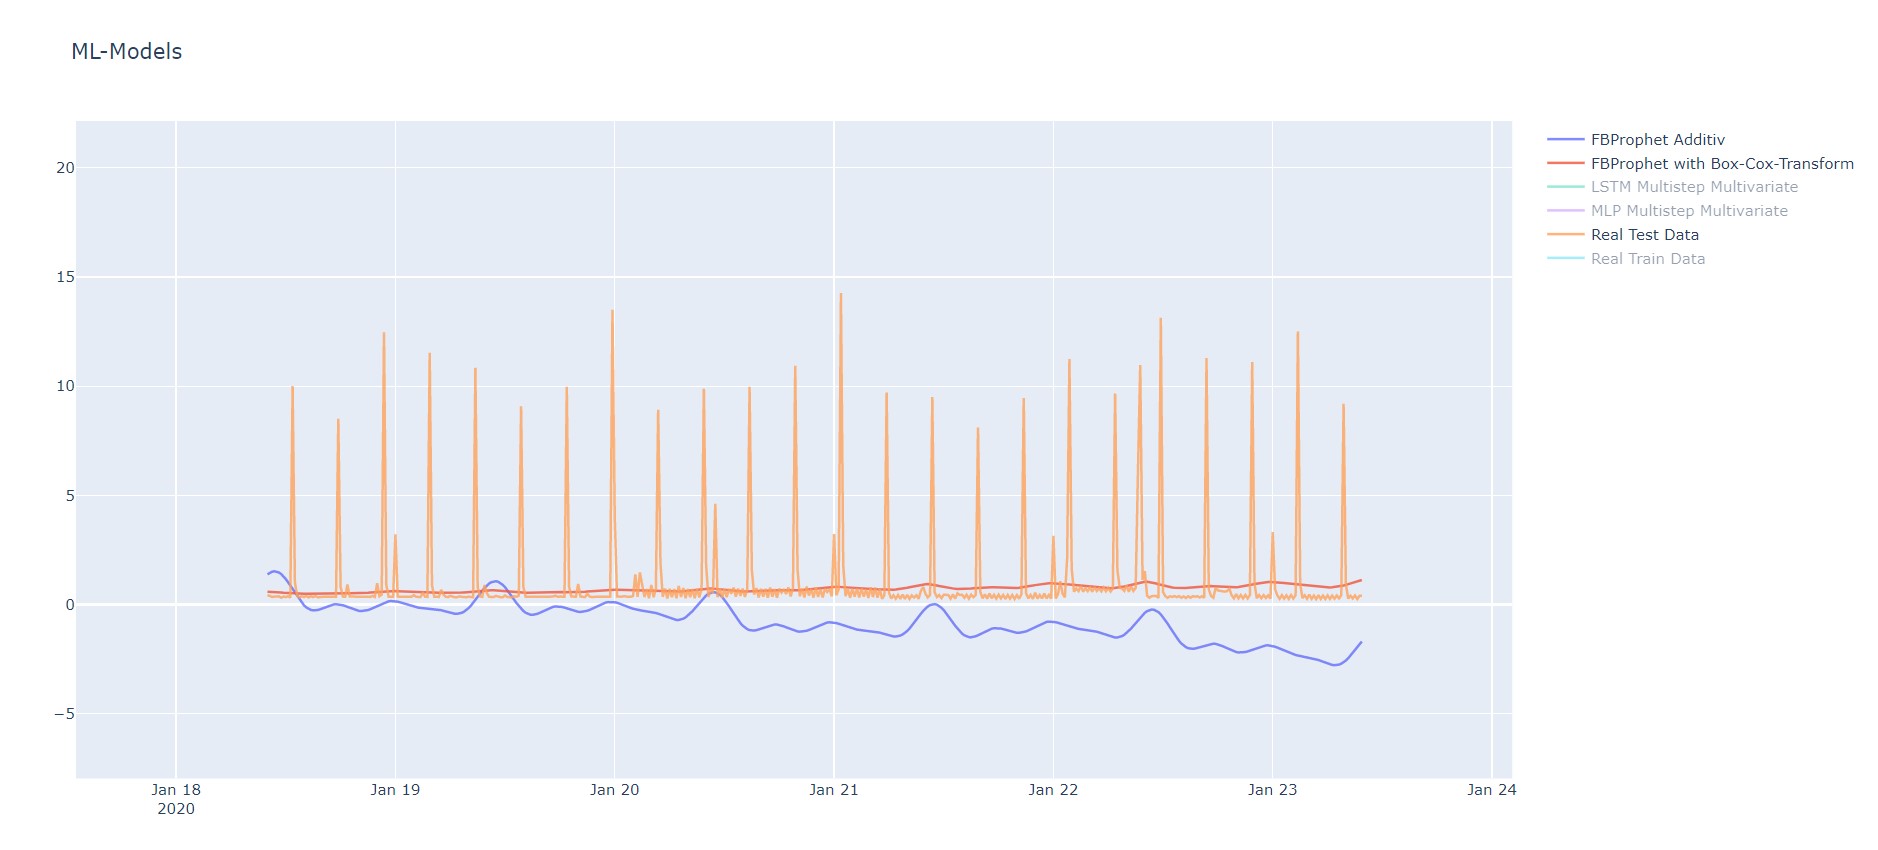 ML-Models
20
15
10
5
0
−5
Jan 18
2020
Jan 19
Jan 20
Jan 21
Jan 22
Jan 23
Jan 24
FBProphet Additiv
FBProphet with Box-Cox-Transform
LSTM Multistep Multivariate
MLP Multistep Multivariate
Real Test Data
Real Train Data